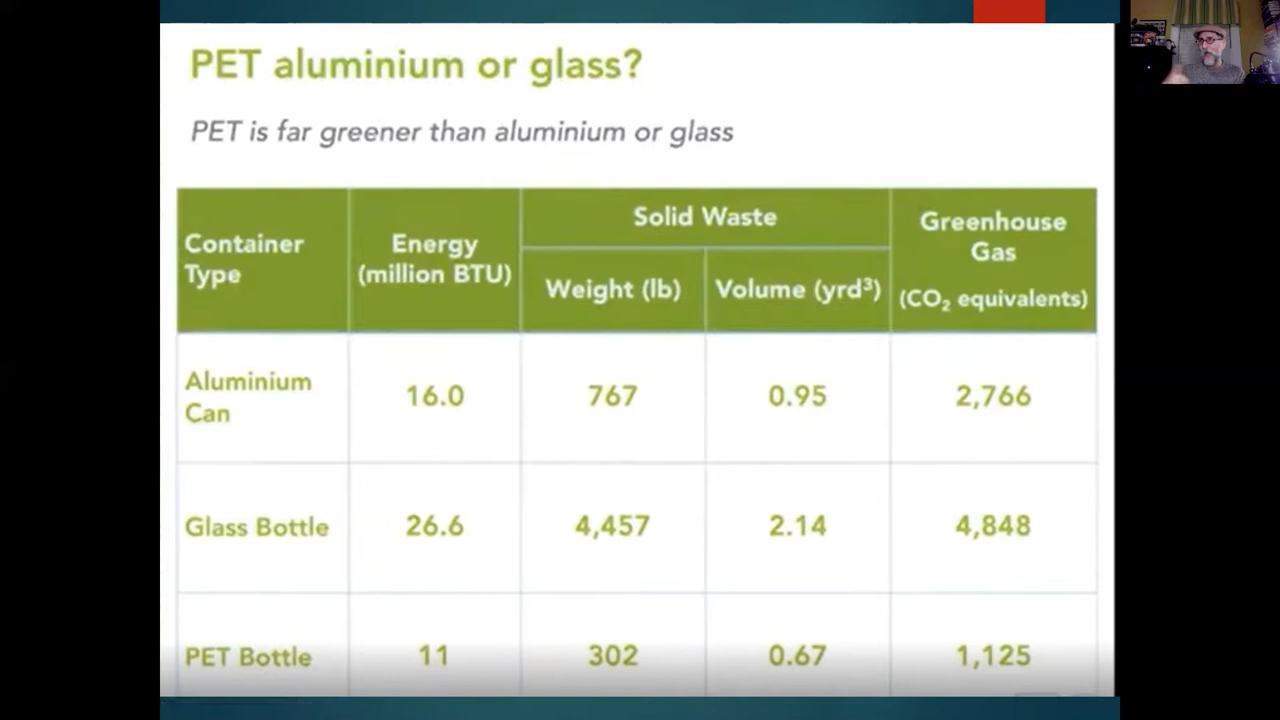 PET aluminium or glass?
PET is far greener than aluminium or glass
Container
Type
Energy
(million BTU)
Solid Waste
Weight (lb)
Volume (yrd³)
Greenhouse
Gas
(CO₂ equivalents)
Aluminium
Can
16.0
767
0.95
2,766
Glass Bottle
26.6
4,457
2.14
4,848
PET Bottle
11
302
0.67
1,125